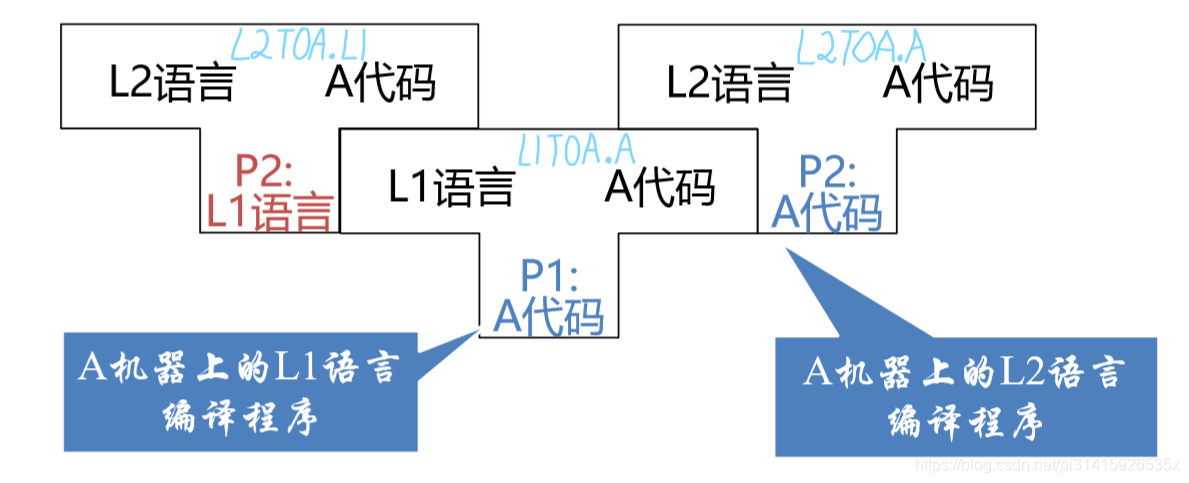 L2TOA.L1
L2语言 A代码
P2:
L1语言
L1TOA.A
L1语言 A代码
P1:
A代码
L2TOA.A
L2语言 A代码
P2:
A代码
A机器上的L1语言
编译程序
A机器上的L2语言
编译程序
https://blog.csdn.net/pi31415926535x